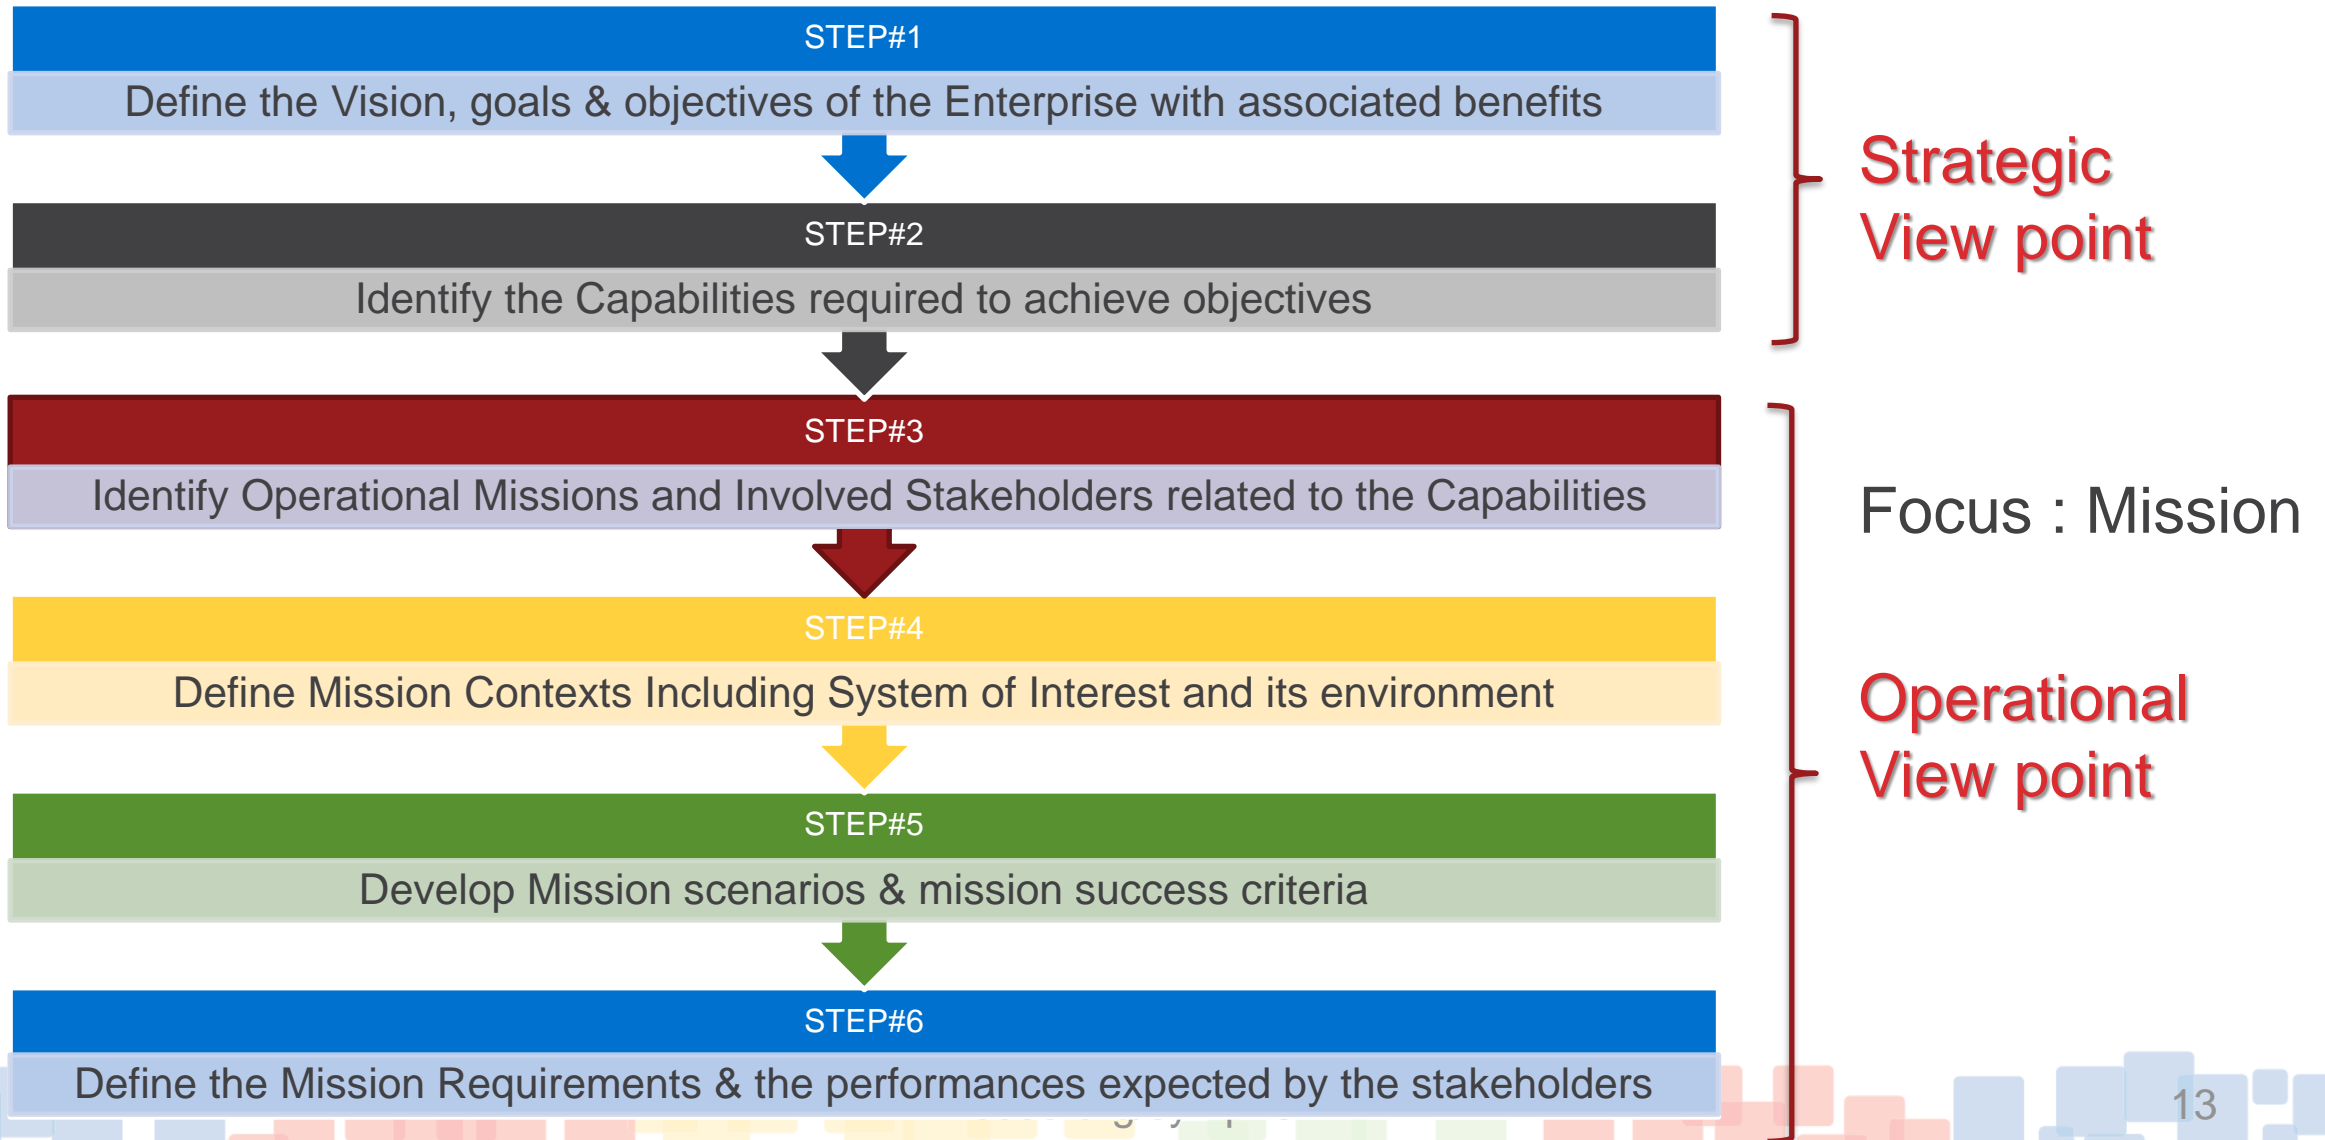 STEP#1
Define the Vision, goals & objectives of the Enterprise with associated benefits
STEP#2
Identify the Capabilities required to achieve objectives
Strategic
View point
STEP#3
Identify Operational Missions and Involved Stakeholders related to the Capabilities
Focus : Mission
STEP#4
Define Mission Contexts Including System of Interest and its environment
Operational
View point
STEP#5
Develop Mission scenarios & mission success criteria
STEP#6
Define the Mission Requirements & the performances expected by the stakeholders
13